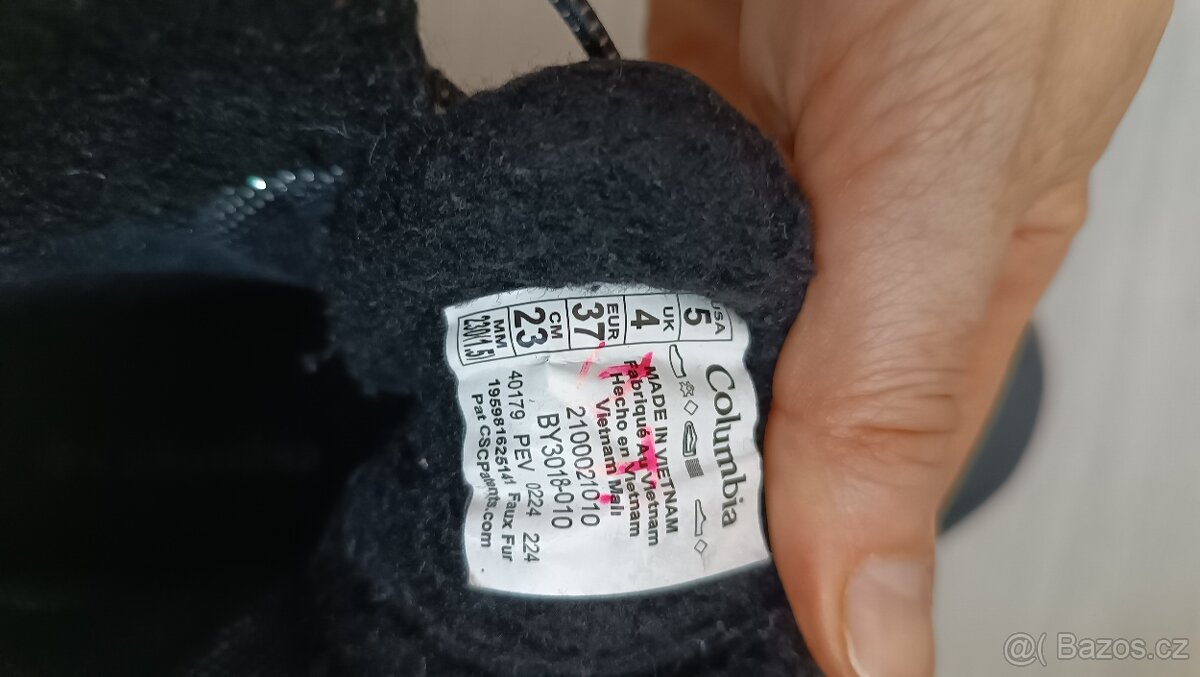 USA UK EUR CM MM
5 4 37 23 230(1,5)
Columbia
MADE IN VIETNAM
Fabriqué Au Vietnam
Hecho en Vietnam
Vietnam Malı
2100021010
BY3018-010
40179 PEV 0224 224
195981625141 Faux Fur
Pat CSCPatents.com
@( Bazos.cz